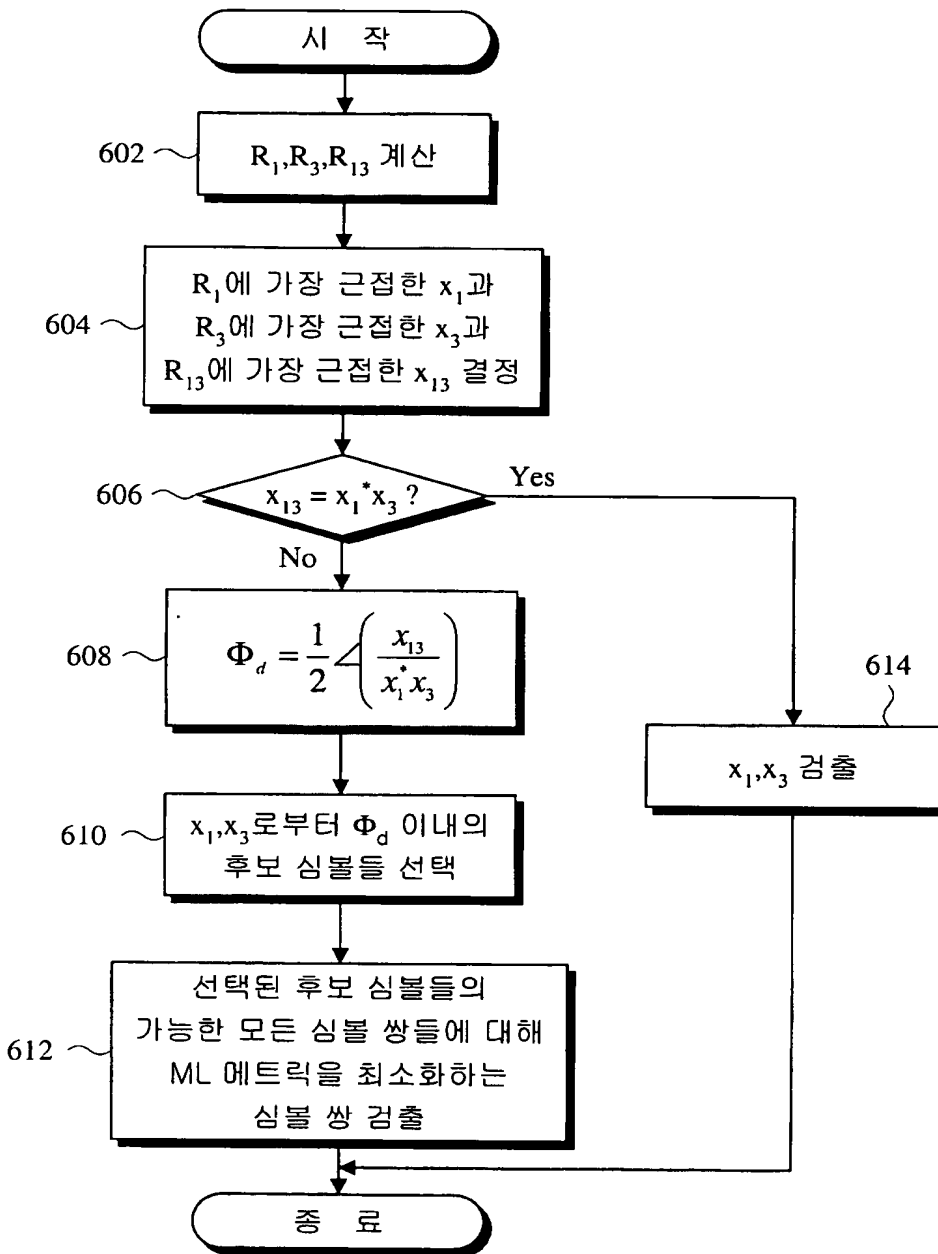 시 작
602
R₁,R₃,R₁₃ 계산
604
R₁에 가장 근접한 x₁과
R₃에 가장 근접한 x₃과
R₁₃에 가장 근접한 x₁₃ 결정
606
x₁₃ = x₁*x₃ ?
Yes
No
608
Φ_d = 1/2 ∠(x₁₃ / x₁*x₃)
614
x₁,x₃ 검출
610
x₁,x₃로부터 Φ_d 이내의
후보 심볼들 선택
612
선택된 후보 심볼들의
가능한 모든 심볼 쌍들에 대해
ML 메트릭을 최소화하는
심볼 쌍 검출
종 료